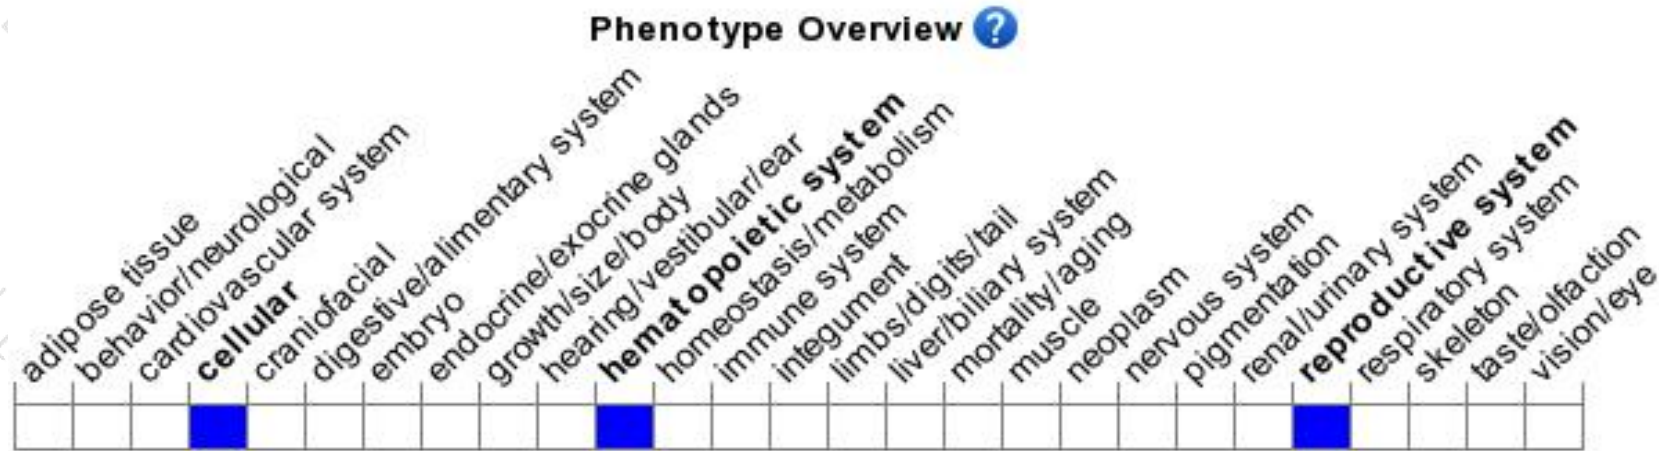 Phenotype Overview ?
adipose tissue
behavior/neurological
cardiovascular system
cellular
craniofacial
digestive/alimentary system
embryo
endocrine/exocrine glands
growth/size/body
hearing/vestibular/ear
hematopoietic system
homeostasis/metabolism
immune system
integument
limbs/digits/tail
liver/biliary system
mortality/aging
muscle
neoplasm
nervous system
pigmentation
renal/urinary system
reproductive system
respiratory system
skeleton
taste/olfaction
vision/eye